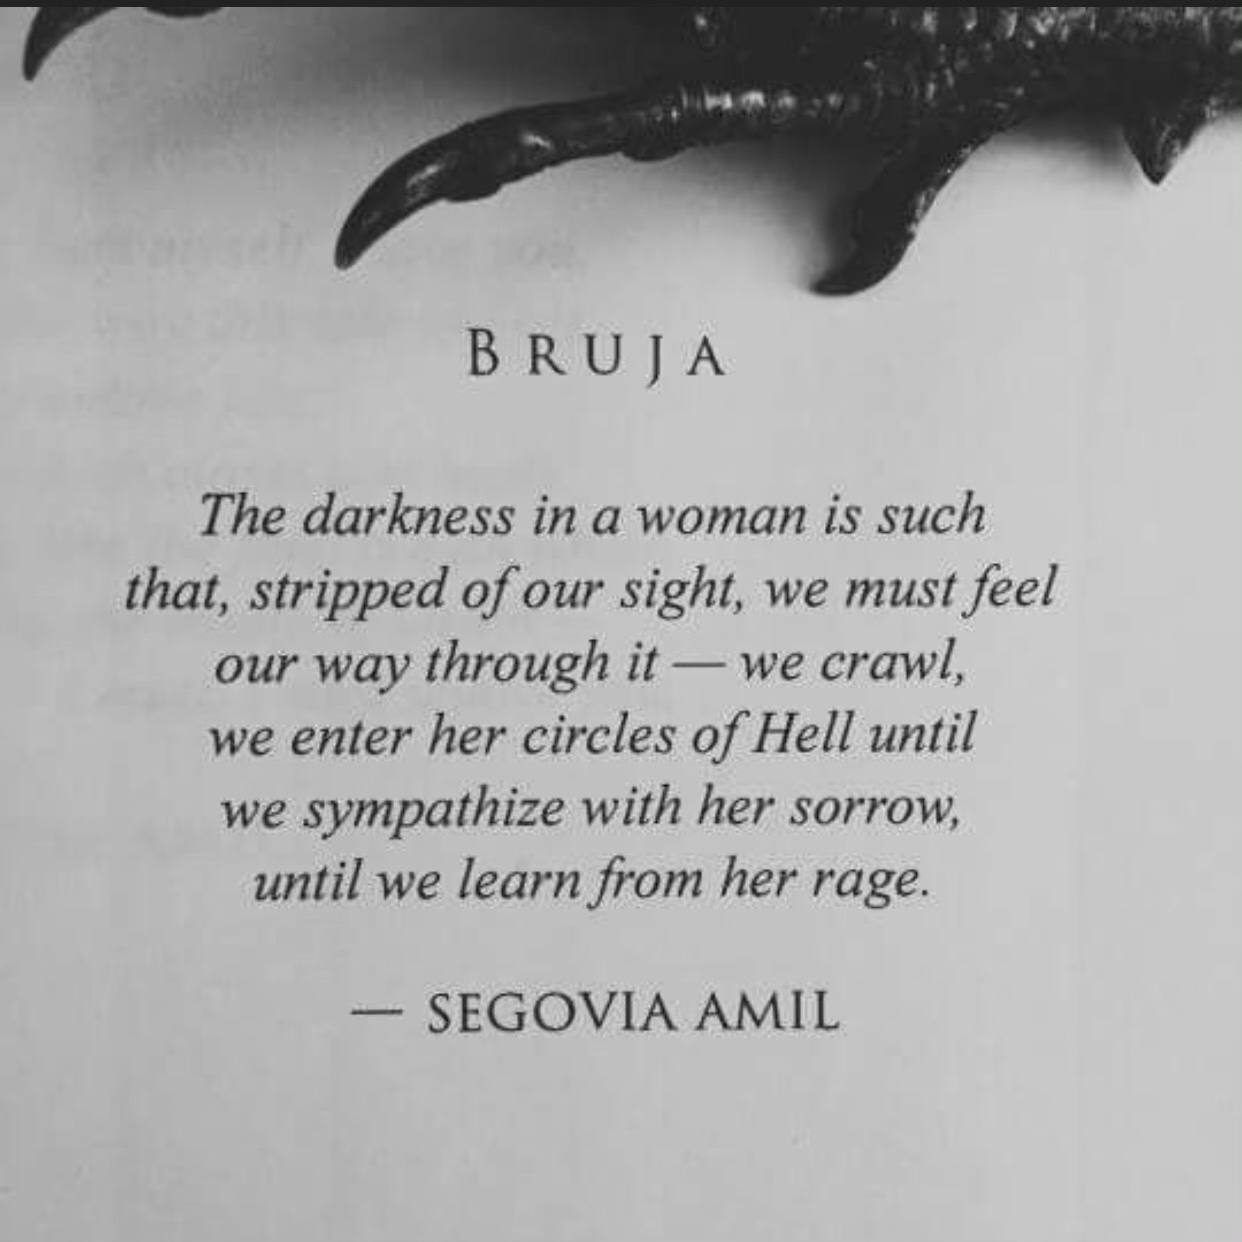 BRUJA
The darkness in a woman is such
that, stripped of our sight, we must feel
our way through it — we crawl,
we enter her circles of Hell until
we sympathize with her sorrow,
until we learn from her rage.
— SEGOVIA AMIL